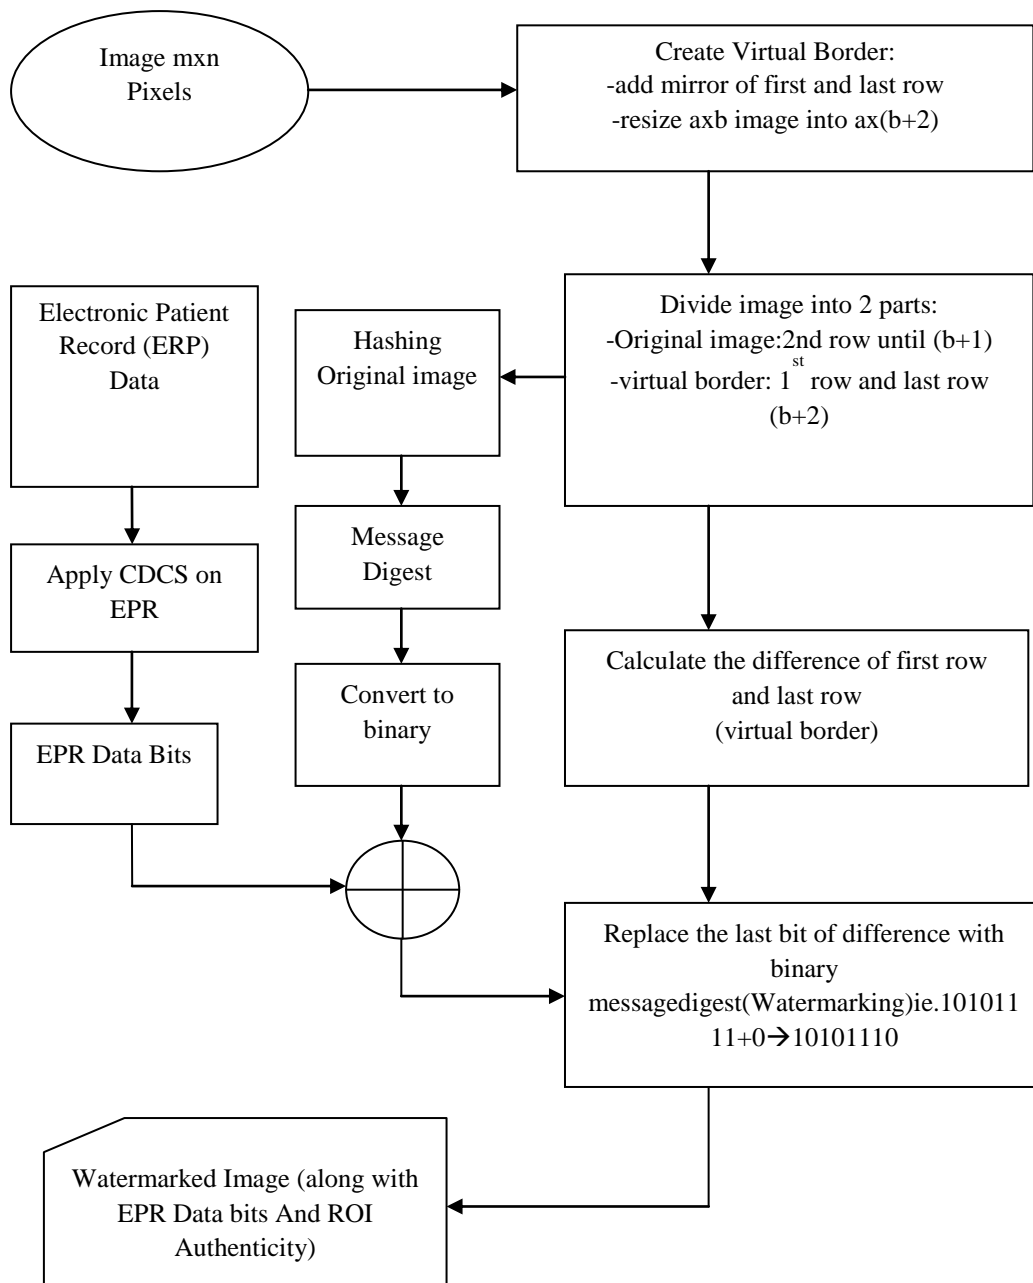 Image mxn
Pixels
Create Virtual Border:
-add mirror of first and last row
-resize axb image into ax(b+2)
Electronic Patient
Record (ERP)
Data
Hashing
Original image
Divide image into 2 parts:
-Original image:2nd row until (b+1)
-virtual border: 1st row and last row
(b+2)
Apply CDCS on
EPR
Message
Digest
EPR Data Bits
Convert to
binary
Calculate the difference of first row
and last row
(virtual border)
Replace the last bit of difference with
binary
messagedigest(Watermarking)ie.101011
11+0→10101110
Watermarked Image (along with
EPR Data bits And ROI
Authenticity)